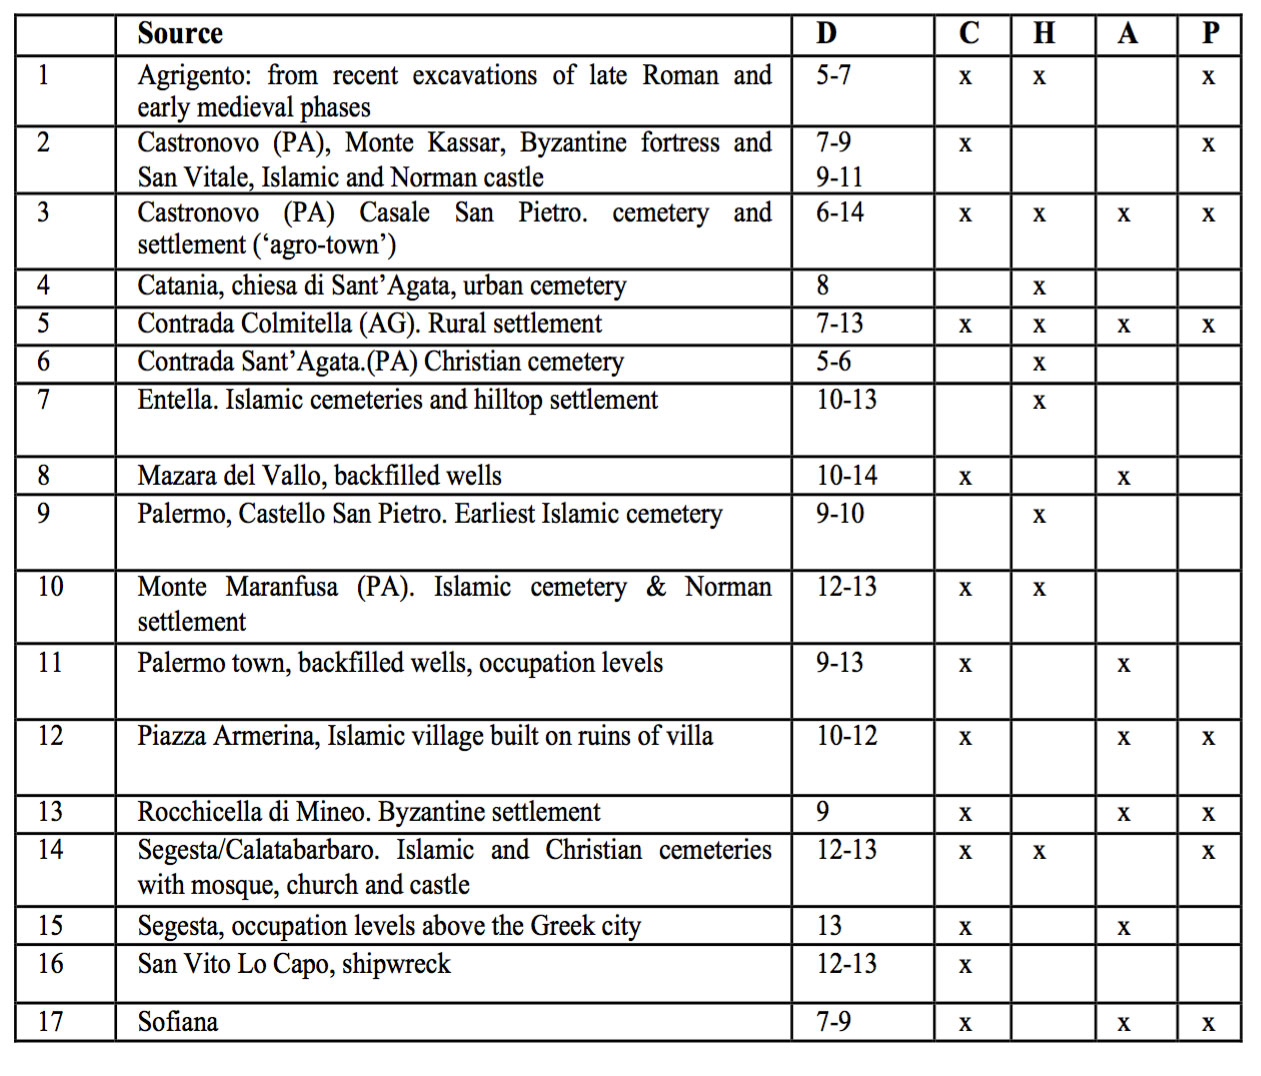 Source D C H A P
1 Agrigento: from recent excavations of late Roman and 5-7 x x x
early medieval phases
2 Castronovo (PA), Monte Kassar, Byzantine fortress and 7-9 x x
San Vitale, Islamic and Norman castle 9-11
3 Castronovo (PA) Casale San Pietro. cemetery and 6-14 x x x x
settlement (‘agro-town’)
4 Catania, chiesa di Sant’Agata, urban cemetery 8 x
5 Contrada Colmitella (AG). Rural settlement 7-13 x x x x
6 Contrada Sant’Agata.(PA) Christian cemetery 5-6 x
7 Entella. Islamic cemeteries and hilltop settlement 10-13 x
8 Mazara del Vallo, backfilled wells 10-14 x x
9 Palermo, Castello San Pietro. Earliest Islamic cemetery 9-10 x
10 Monte Maranfusa (PA). Islamic cemetery & Norman 12-13 x x
settlement
11 Palermo town, backfilled wells, occupation levels 9-13 x x
12 Piazza Armerina, Islamic village built on ruins of villa 10-12 x x x
13 Rocchicella di Mineo. Byzantine settlement 9 x x x
14 Segesta/Calatabarbaro. Islamic and Christian cemeteries 12-13 x x x
with mosque, church and castle
15 Segesta, occupation levels above the Greek city 13 x x
16 San Vito Lo Capo, shipwreck 12-13 x
17 Sofiana 7-9 x x x